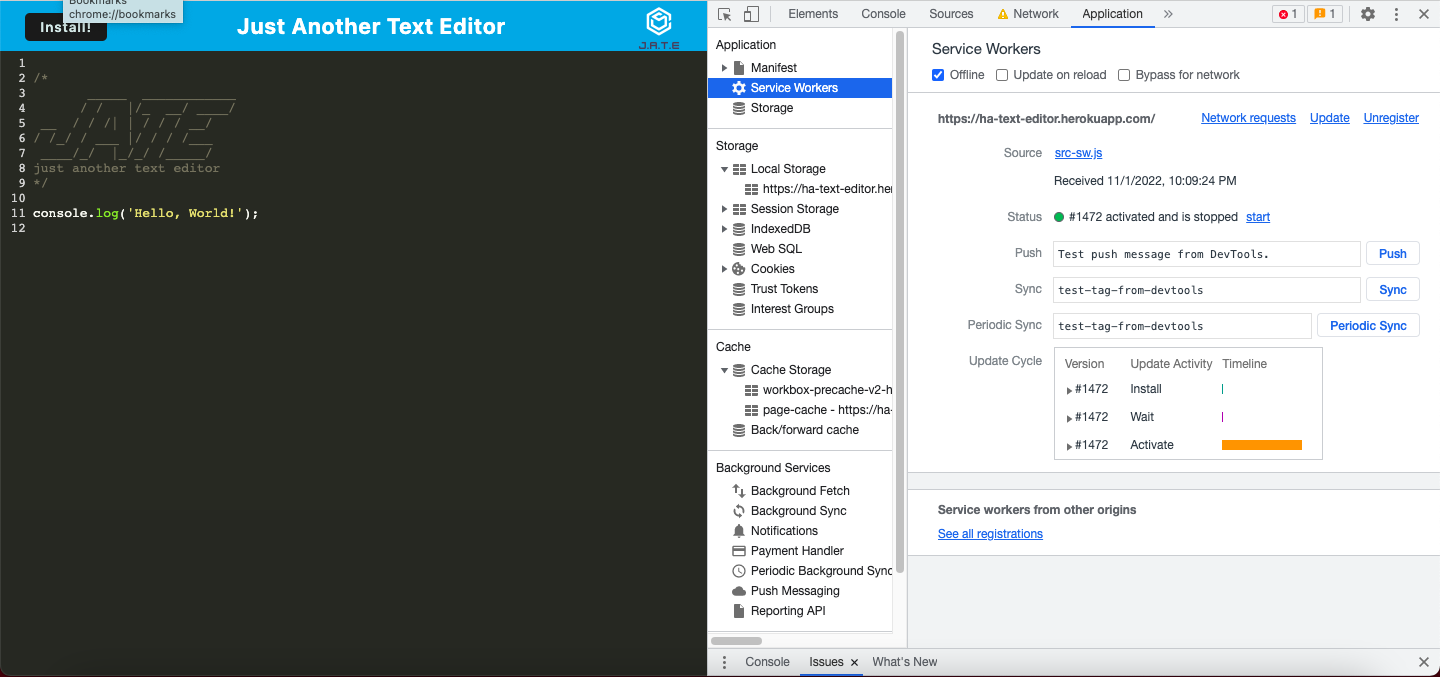 Bookmarks
chrome://bookmarks
Install!
Just Another Text Editor
J.A.T.E
1
2 /*
3
4
5
6
7
8 just another text editor
9 */
10
11 console.log('Hello, World!');
12
Elements
Console
Sources
Network
Application
»
1
1
Application
Manifest
Service Workers
Storage
Storage
Local Storage
https://ha-text-editor.her
Session Storage
IndexedDB
Web SQL
Cookies
Trust Tokens
Interest Groups
Cache
Cache Storage
workbox-precache-v2-h
page-cache - https://ha-
Back/forward cache
Background Services
Background Fetch
Background Sync
Notifications
Payment Handler
Periodic Background Sync
Push Messaging
Reporting API
Service Workers
Offline
Update on reload
Bypass for network
https://ha-text-editor.herokuapp.com/
Network requests
Update
Unregister
Source
src-sw.js
Received 11/1/2022, 10:09:24 PM
Status
#1472 activated and is stopped
start
Push
Test push message from DevTools.
Push
Sync
test-tag-from-devtools
Sync
Periodic Sync
test-tag-from-devtools
Periodic Sync
Update Cycle
Version Update Activity Timeline
#1472 Install
#1472 Wait
#1472 Activate
Service workers from other origins
See all registrations
Console
Issues
What's New